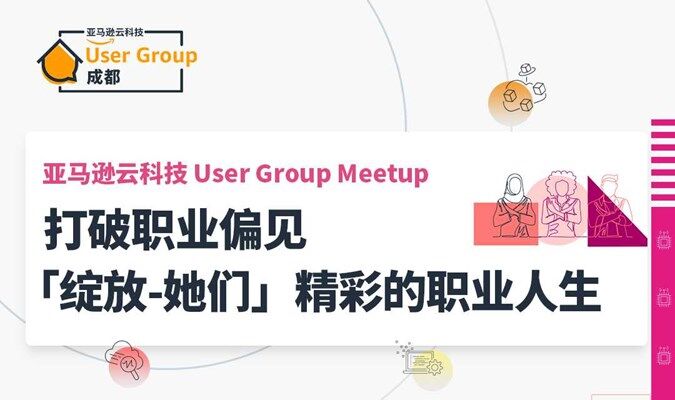 亚马逊云科技
User Group
成都
亚马逊云科技 User Group Meetup
打破职业偏见
「绽放-她们」精彩的职业人生